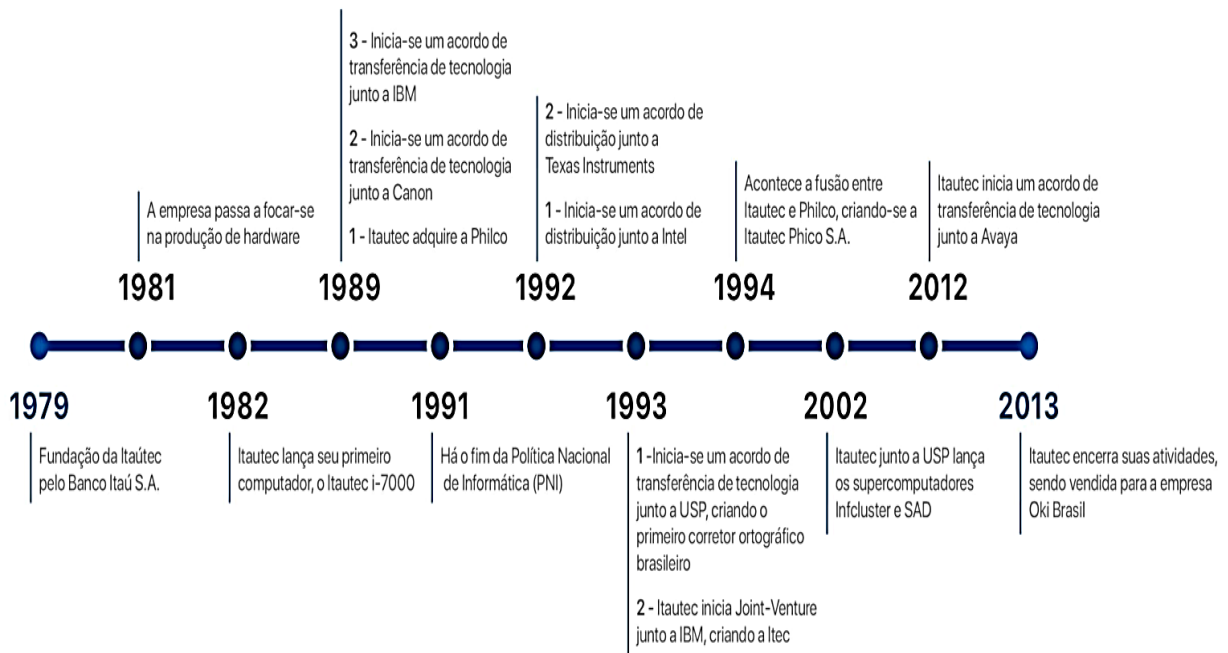 3 - Inicia-se um acordo de
transferência de tecnologia
junto a IBM
2 - Inicia-se um acordo de
transferência de tecnologia
junto a Canon
1 - Itautec adquire a Philco
2 - Inicia-se um acordo de
distribuição junto a
Texas Instruments
1 - Inicia-se um acordo de
distribuição junto a Intel
A empresa passa a focar-se
na produção de hardware
Acontece a fusão entre
Itautec e Philco, criando-se a
Itautec Phico S.A.
Itautec inicia um acordo de
transferência de tecnologia
junto a Avaya
1981
1989
1992
1994
2012
1979
1982
1991
1993
2002
2013
Fundação da Itaútec
pelo Banco Itaú S.A.
Itautec lança seu primeiro
computador, o Itautec i-7000
Há o fim da Política Nacional
de Informática (PNI)
1 -Inicia-se um acordo de
transferência de tecnologia
junto a USP, criando o
primeiro corretor ortográfico
brasileiro
2 - Itautec inicia Joint-Venture
junto a IBM, criando a Itec
Itautec junto a USP lança
os supercomputadores
Infcluster e SAD
Itautec encerra suas atividades,
sendo vendida para a empresa
Oki Brasil